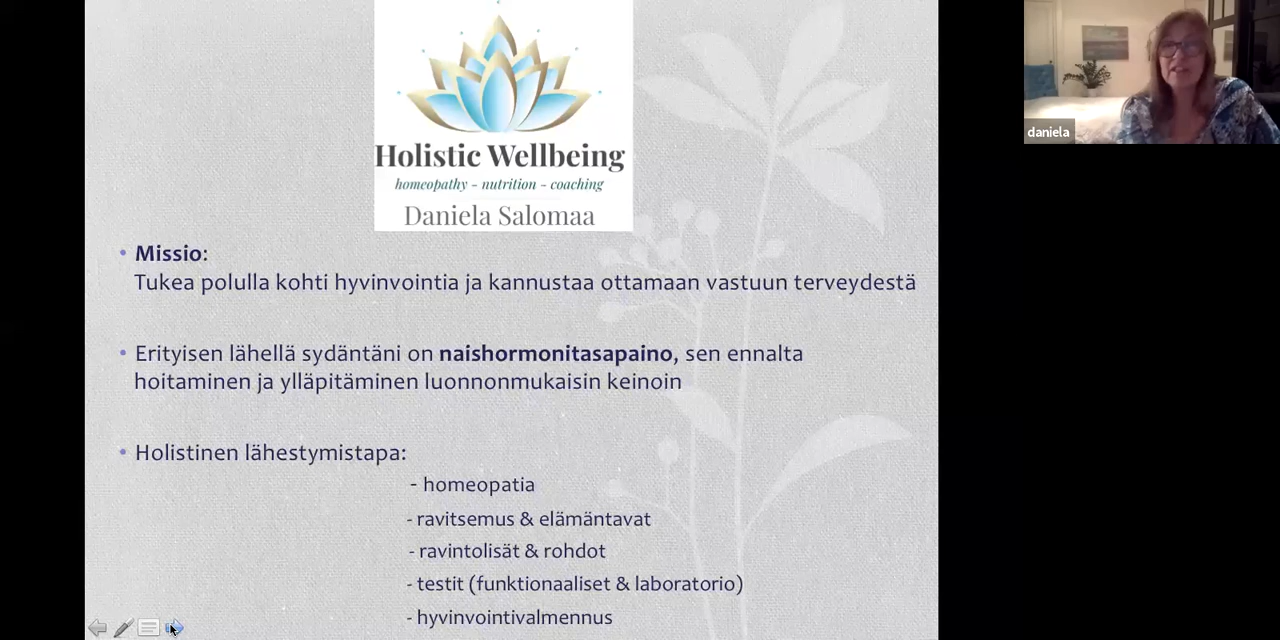 Holistic Wellbeing
homeopathy - nutrition - coaching
Daniela Salomaa
daniela
• Missio:
Tukea polulla kohti hyvinvointia ja kannustaa ottamaan vastuun terveydestä
• Erityisen lähellä sydäntäni on naishormonitasapaino, sen ennalta
hoitaminen ja ylläpitäminen luonnonmukaisin keinoin
• Holistinen lähestymistapa:
- homeopatia
- ravitsemus & elämäntavat
- ravintolisät & rohdot
- testit (funktionaaliset & laboratorio)
- hyvinvointivalmennus